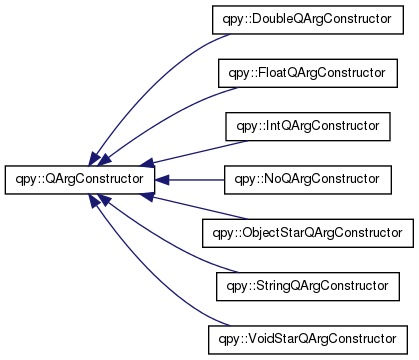 qpy::DoubleQArgConstructor
qpy::FloatQArgConstructor
qpy::IntQArgConstructor
qpy::QArgConstructor
qpy::NoQArgConstructor
qpy::ObjectStarQArgConstructor
qpy::StringQArgConstructor
qpy::VoidStarQArgConstructor